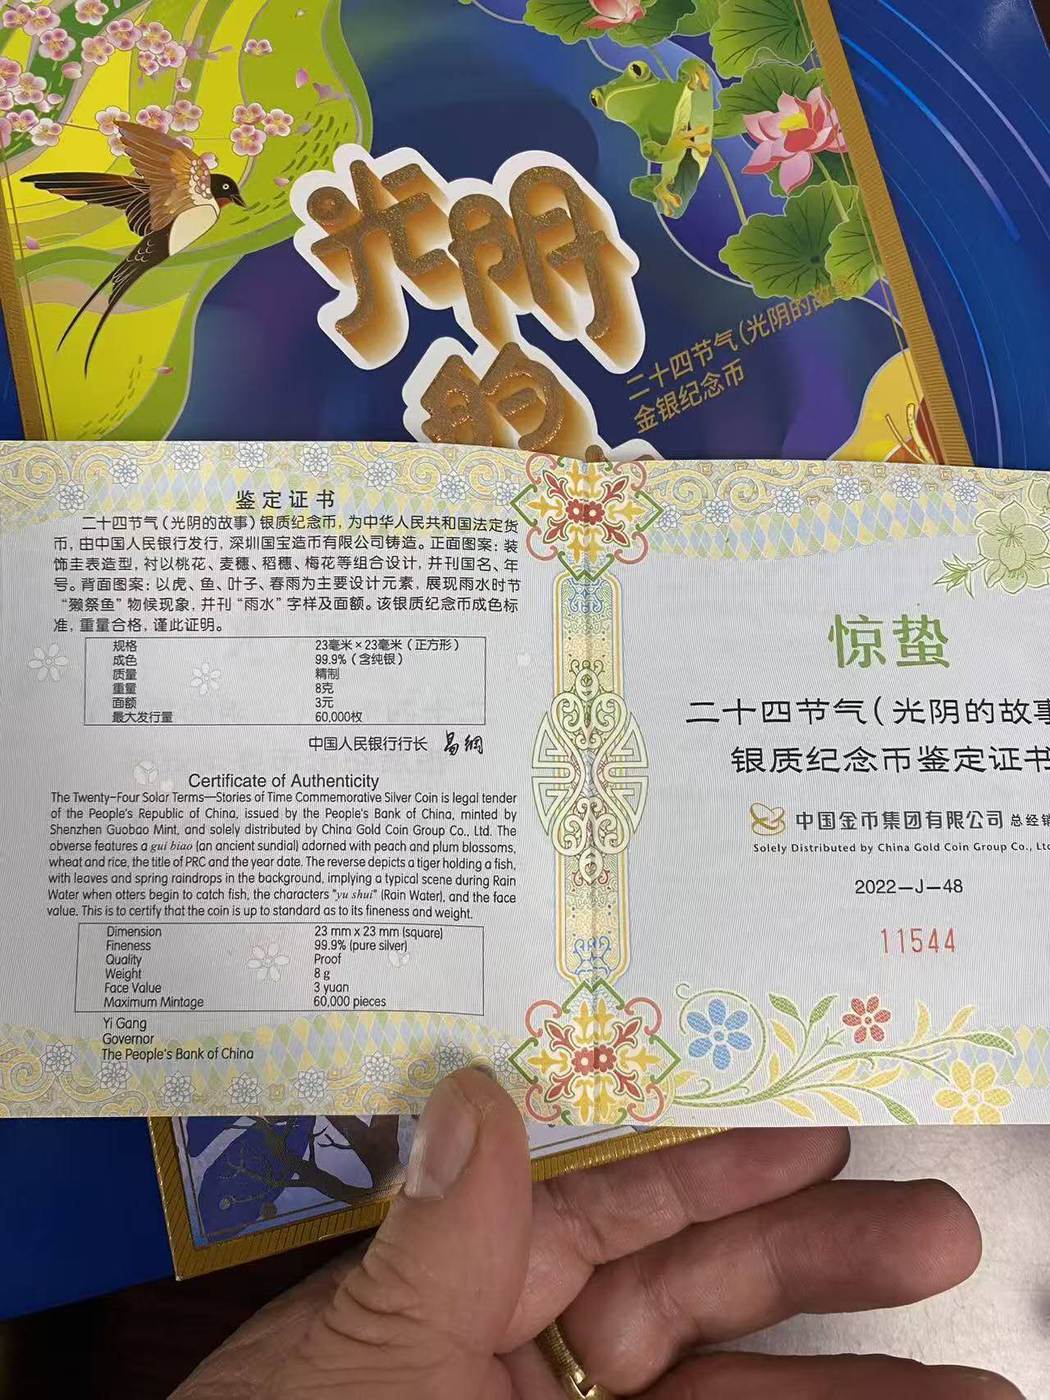 光阴
的
二十四节气（光阴的故事
金银纪念币
鉴定证书
二十四节气（光阴的故事）银质纪念币，为中华人民共和国法定货
币，由中国人民银行发行，深圳国宝造币有限公司铸造。正面图案：装
饰圭表造型，衬以桃花、麦穗、稻穗、梅花等组合设计，并刊国名、年
号。背面图案：以虎、鱼、叶子、春雨为主要设计元素，展现雨水时节
“獭祭鱼”物候现象，并刊“雨水”字样及面额。该银质纪念币成色标
准，重量合格，谨此证明。
规格 23毫米×23毫米（正方形）
成色 99.9%（含纯银）
质量 精制
重量 8克
面额 3元
最大发行量 60,000枚
中国人民银行行长 易纲
Certificate of Authenticity
The Twenty-Four Solar Terms—Stories of Time Commemorative Silver Coin is legal tender
of the People's Republic of China, issued by the People's Bank of China, minted by
Shenzhen Guobao Mint, and solely distributed by China Gold Coin Group Co., Ltd. The
obverse features a gui biao (an ancient sundial) adorned with peach and plum blossoms,
wheat and rice, the title of PRC and the year date. The reverse depicts a tiger holding a fish,
with leaves and spring raindrops in the background, implying a typical scene during Rain
Water when otters begin to catch fish, the characters "yu shui" (Rain Water), and the face
value. This is to certify that the coin is up to standard as to its fineness and weight.
Dimension 23 mm x 23 mm (square)
Fineness 99.9% (pure silver)
Quality Proof
Weight 8 g
Face Value 3 yuan
Maximum Mintage 60,000 pieces
Yi Gang
Governor
The People's Bank of China
惊蛰
二十四节气（光阴的故事
银质纪念币鉴定证书
中国金币集团有限公司 总经销
Solely Distributed by China Gold Coin Group Co., Ltd
2022-J-48
11544